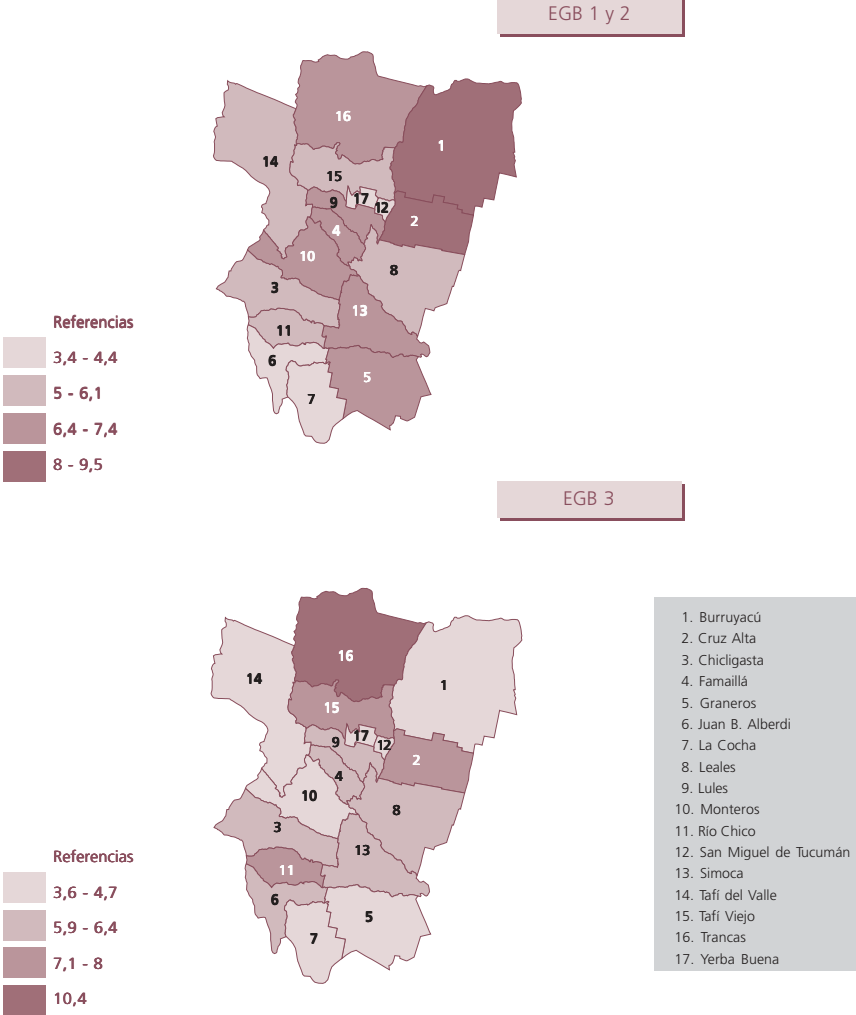 EGB 1 y 2
16
1
14
15
9
17
12
2
4
10
8
3
13
11
6
5
7
Referencias
3,4 - 4,4
5 - 6,1
6,4 - 7,4
8 - 9,5
EGB 3
16
14
1
15
17
9
12
2
4
10
8
3
13
11
6
5
7
Referencias
3,6 - 4,7
5,9 - 6,4
7,1 - 8
10,4
1. Burruyacú
2. Cruz Alta
3. Chicligasta
4. Famaillá
5. Graneros
6. Juan B. Alberdi
7. La Cocha
8. Leales
9. Lules
10. Monteros
11. Río Chico
12. San Miguel de Tucumán
13. Simoca
14. Tafí del Valle
15. Tafí Viejo
16. Trancas
17. Yerba Buena